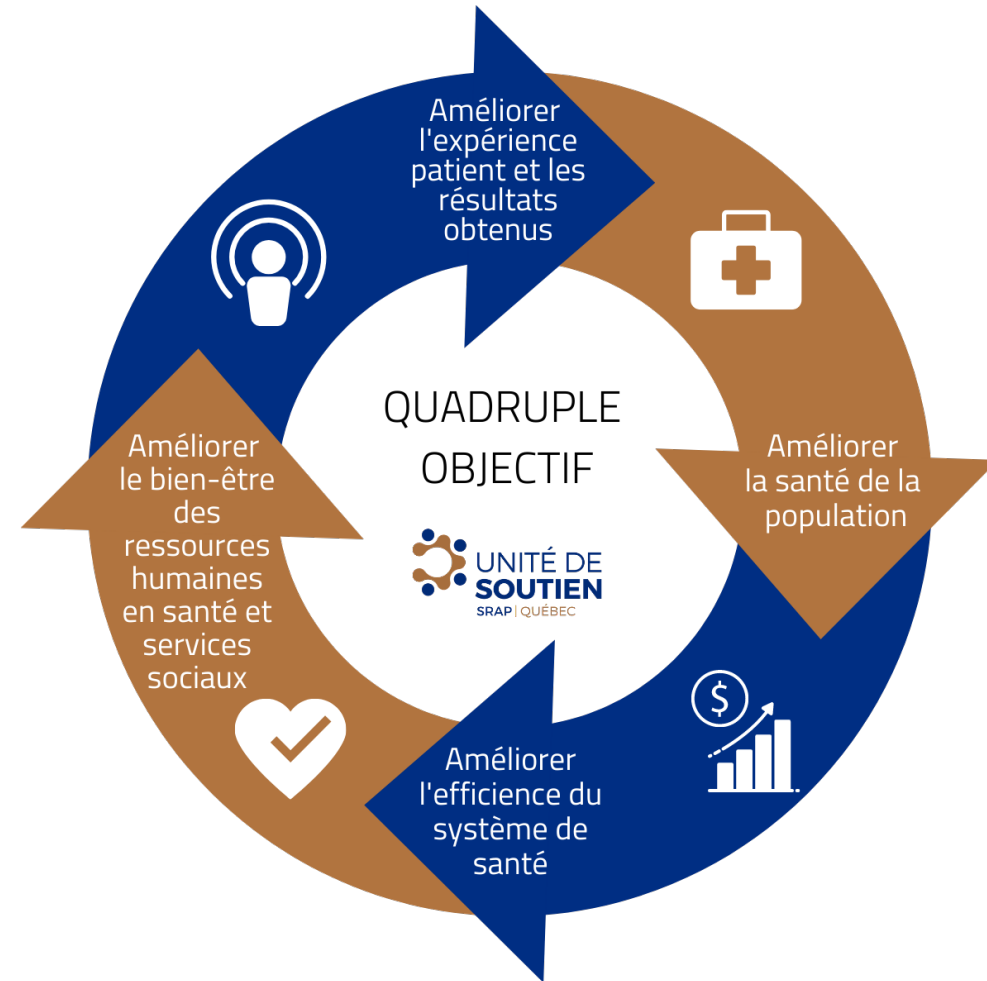 Améliorer
l'expérience
patient et les
résultats
obtenus
Améliorer
la santé de la
population
$
Améliorer
l'efficience du
système de
santé
Améliorer
le bien-être
des
ressources
humaines
en santé et
services
sociaux
QUADRUPLE
OBJECTIF
UNITÉ DE
SOUTIEN
SRAP | QUÉBEC